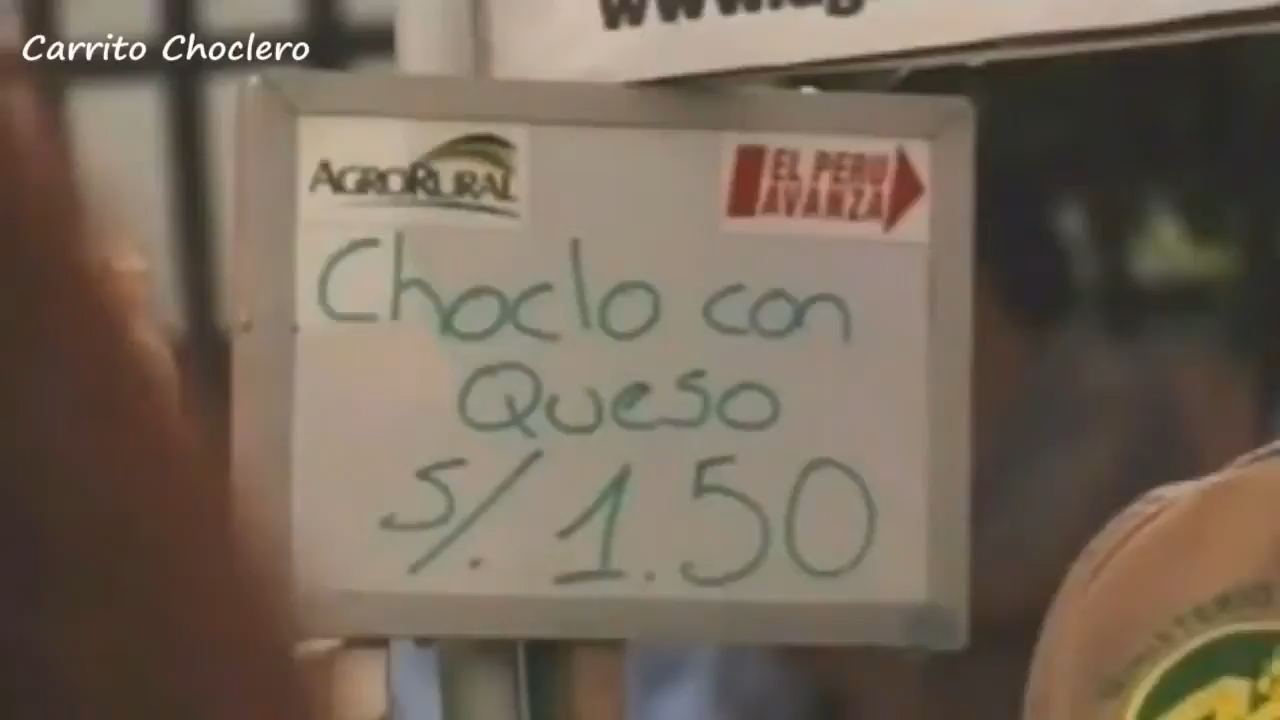 Carrito Choclero
AGRORURAL
EL PERU
AVANZA
Choclo con
Queso
S/. 1.50